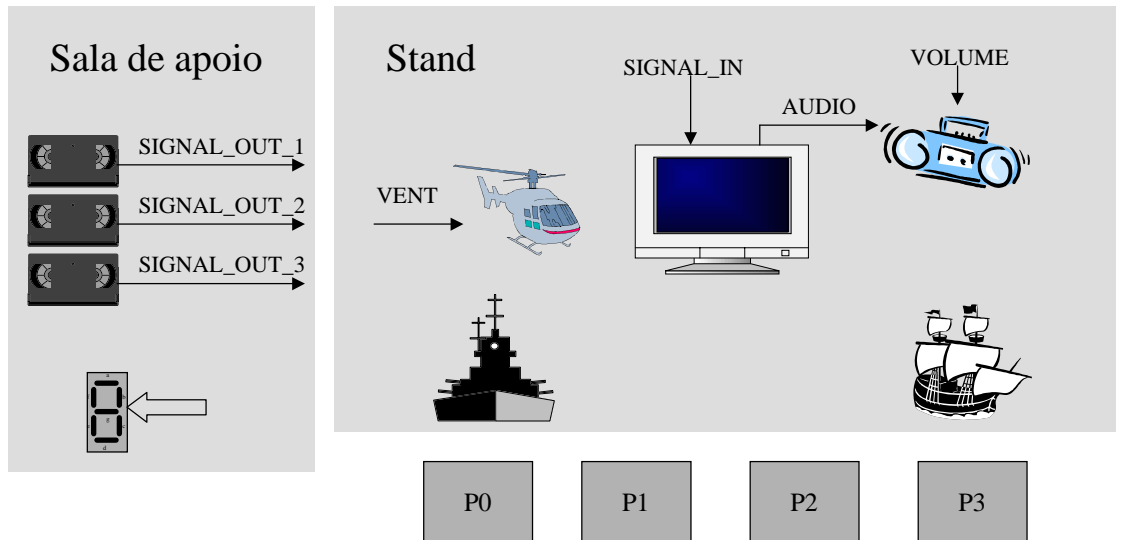 Sala de apoio
SIGNAL_OUT_1
SIGNAL_OUT_2
SIGNAL_OUT_3
a
b
c
d
g
Stand
SIGNAL_IN
VOLUME
AUDIO
VENT
P0
P1
P2
P3